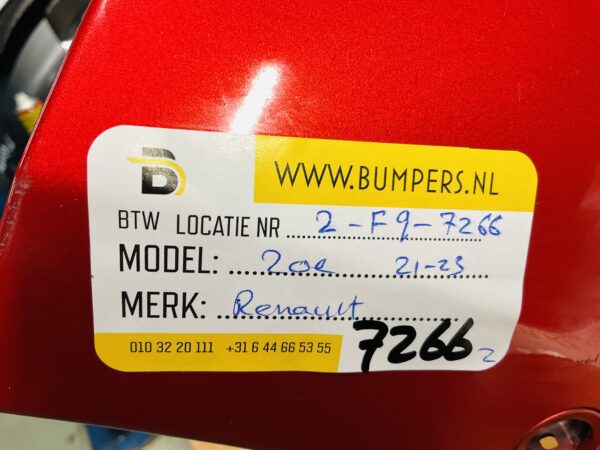 B
WWW.BUMPERS.NL
BTW LOCATIE NR 2-F9-7266
MODEL: Zoe 21-23
MERK: Renault
010 32 20 111 +31 6 44 66 53 55
7266 2